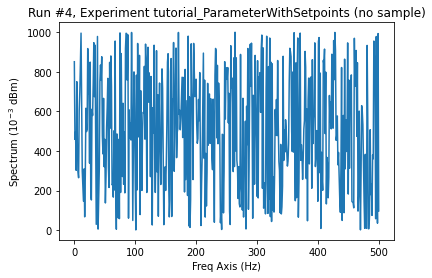 Run #4, Experiment tutorial_ParameterWithSetpoints (no sample)
1000
800
600
400
200
0
Spectrum (10⁻³ dBm)
0 100 200 300 400 500
Freq Axis (Hz)